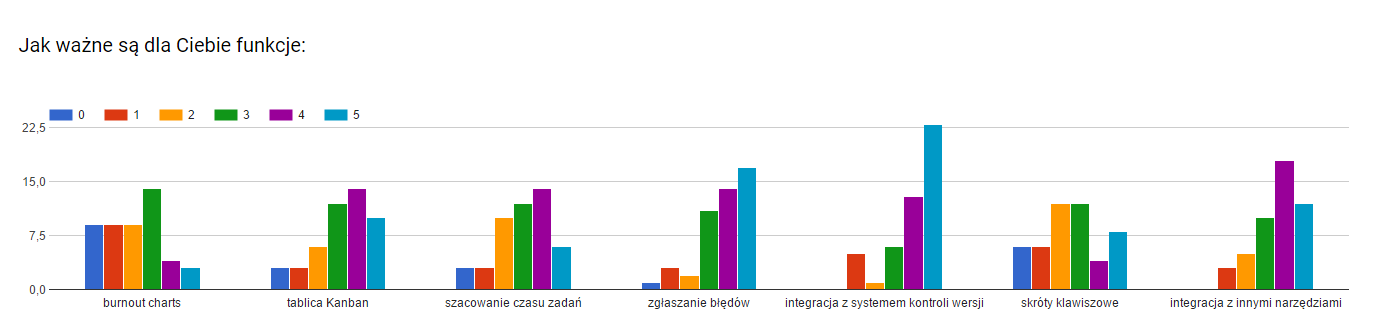 Jak ważne są dla Ciebie funkcje:
0 1 2 3 4 5
22,5
15,0
7,5
0,0
burnout charts tablica Kanban szacowanie czasu zadań zgłaszanie błędów integracja z systemem kontroli wersji skróty klawiszowe integracja z innymi narzędziami